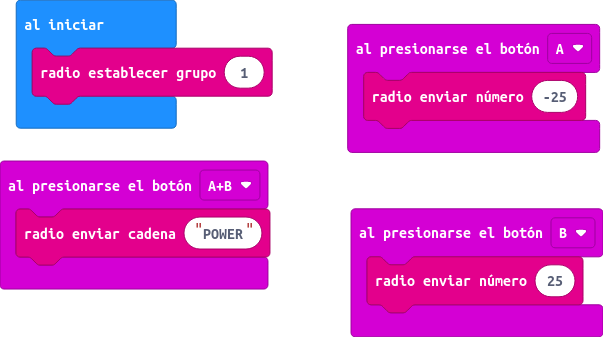 al iniciar
radio establecer grupo 1
al presionarse el botón A
radio enviar número -25
al presionarse el botón A+B
radio enviar cadena "POWER"
al presionarse el botón B
radio enviar número 25